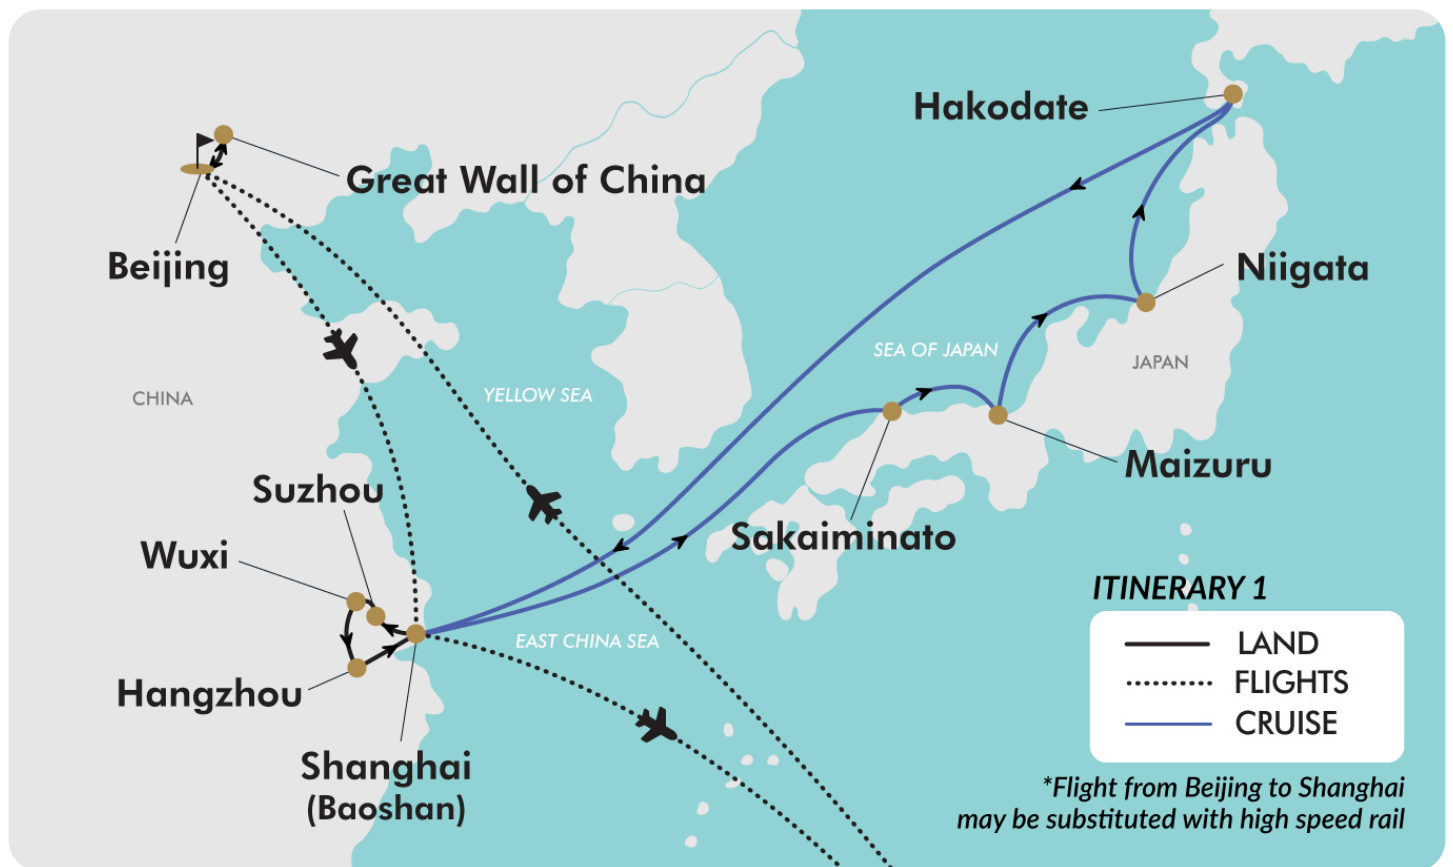 Hakodate
Great Wall of China
Beijing
Niigata
SEA OF JAPAN
JAPAN
CHINA
YELLOW SEA
Maizuru
Suzhou
Sakaiminato
Wuxi
ITINERARY 1
EAST CHINA SEA
LAND
FLIGHTS
CRUISE
Hangzhou
Shanghai
(Baoshan)
*Flight from Beijing to Shanghai
may be substituted with high speed rail